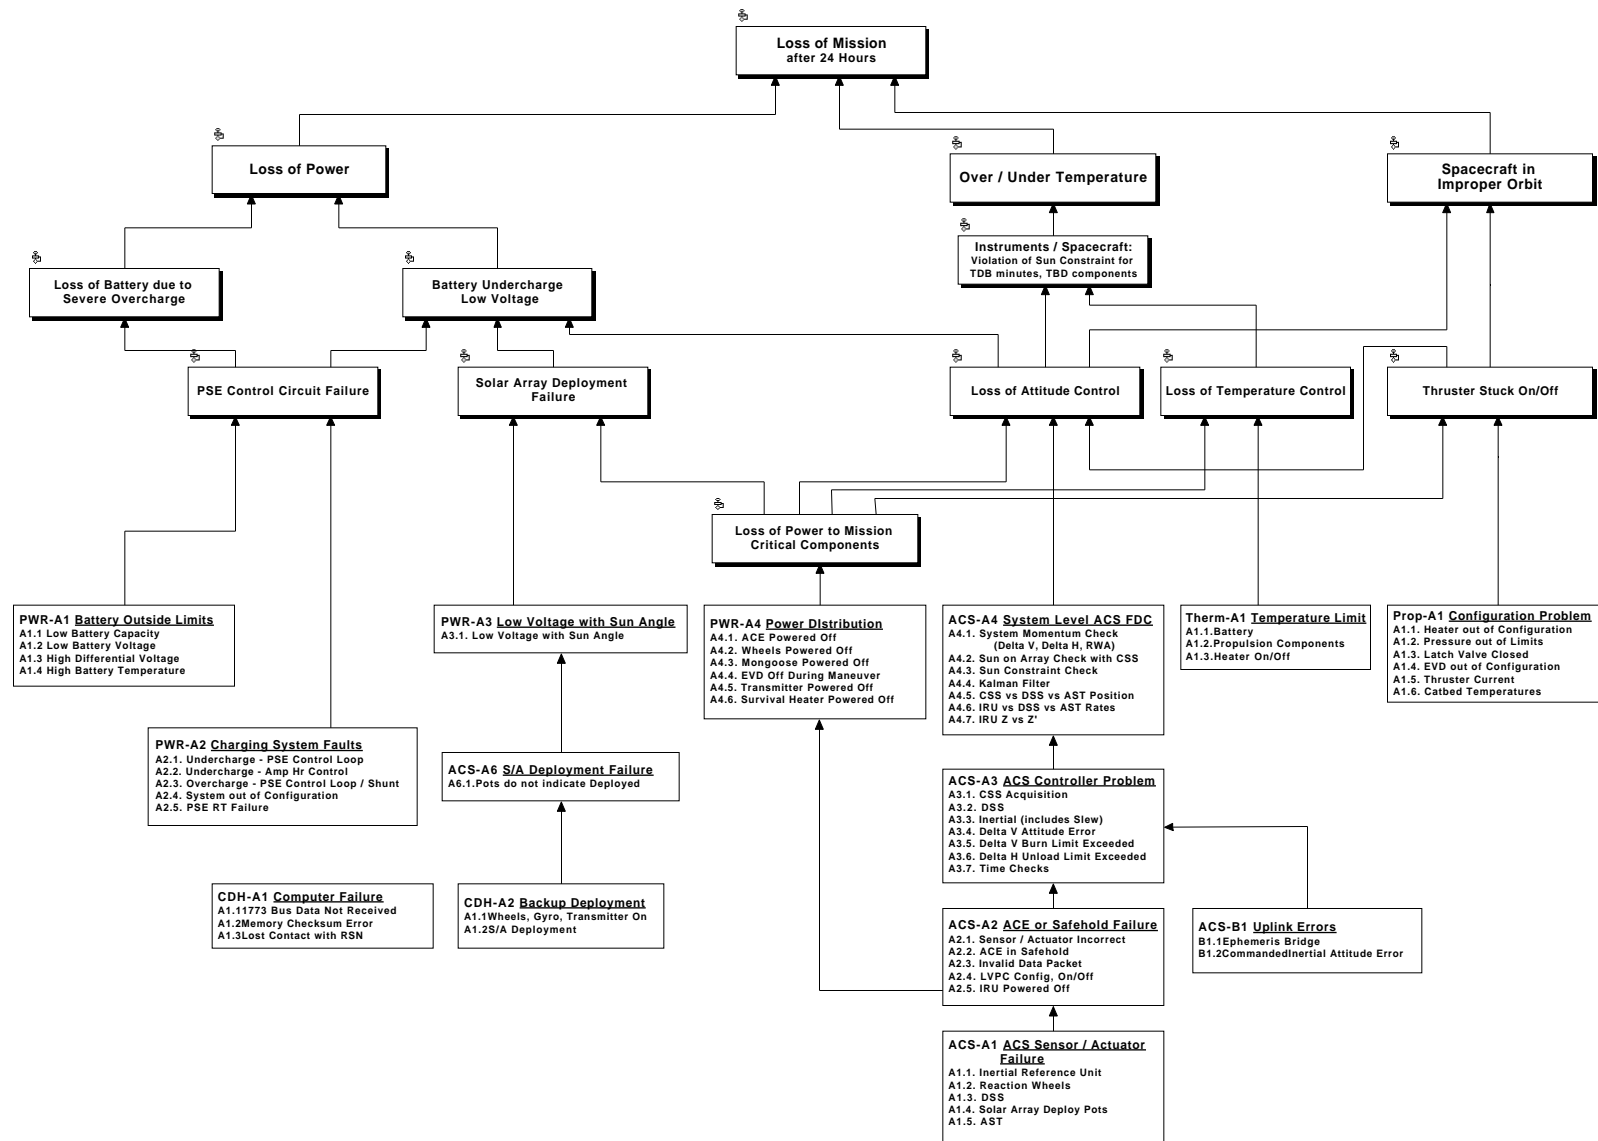 Loss of Mission
after 24 Hours
Loss of Power
Over / Under Temperature
Spacecraft in
Improper Orbit
Instruments / Spacecraft:
Violation of Sun Constraint for
TDB minutes, TBD components
Loss of Battery due to
Severe Overcharge
Battery Undercharge
Low Voltage
PSE Control Circuit Failure
Solar Array Deployment
Failure
Loss of Attitude Control
Loss of Temperature Control
Thruster Stuck On/Off
Loss of Power to Mission
Critical Components
PWR-A1 Battery Outside Limits
A1.1 Low Battery Capacity
A1.2 Low Battery Voltage
A1.3 High Differential Voltage
A1.4 High Battery Temperature
PWR-A3 Low Voltage with Sun Angle
A3.1. Low Voltage with Sun Angle
PWR-A4 Power DIstribution
A4.1. ACE Powered Off
A4.2. Wheels Powered Off
A4.3. Mongoose Powered Off
A4.4. EVD Off During Maneuver
A4.5. Transmitter Powered Off
A4.6. Survival Heater Powered Off
ACS-A4 System Level ACS FDC
A4.1. System Momentum Check
(Delta V, Delta H, RWA)
A4.2. Sun on Array Check with CSS
A4.3. Sun Constraint Check
A4.4. Kalman Filter
A4.5. CSS vs DSS vs AST Position
A4.6. IRU vs DSS vs AST Rates
A4.7. IRU Z vs Z'
Therm-A1 Temperature Limit
A1.1.Battery
A1.2.Propulsion Components
A1.3.Heater On/Off
Prop-A1 Configuration Problem
A1.1. Heater out of Configuration
A1.2. Pressure out of Limits
A1.3. Latch Valve Closed
A1.4. EVD out of Configuration
A1.5. Thruster Current
A1.6. Catbed Temperatures
PWR-A2 Charging System Faults
A2.1. Undercharge - PSE Control Loop
A2.2. Undercharge - Amp Hr Control
A2.3. Overcharge - PSE Control Loop / Shunt
A2.4. System out of Configuration
A2.5. PSE RT Failure
ACS-A6 S/A Deployment Failure
A6.1.Pots do not indicate Deployed
ACS-A3 ACS Controller Problem
A3.1. CSS Acquisition
A3.2. DSS
A3.3. Inertial (includes Slew)
A3.4. Delta V Attitude Error
A3.5. Delta V Burn Limit Exceeded
A3.6. Delta H Unload Limit Exceeded
A3.7. Time Checks
CDH-A1 Computer Failure
A1.11773 Bus Data Not Received
A1.2Memory Checksum Error
A1.3Lost Contact with RSN
CDH-A2 Backup Deployment
A1.1Wheels, Gyro, Transmitter On
A1.2S/A Deployment
ACS-A2 ACE or Safehold Failure
A2.1. Sensor / Actuator Incorrect
A2.2. ACE in Safehold
A2.3. Invalid Data Packet
A2.4. LVPC Config, On/Off
A2.5. IRU Powered Off
ACS-B1 Uplink Errors
B1.1Ephemeris Bridge
B1.2CommandedInertial Attitude Error
ACS-A1 ACS Sensor / Actuator
Failure
A1.1. Inertial Reference Unit
A1.2. Reaction Wheels
A1.3. DSS
A1.4. Solar Array Deploy Pots
A1.5. AST